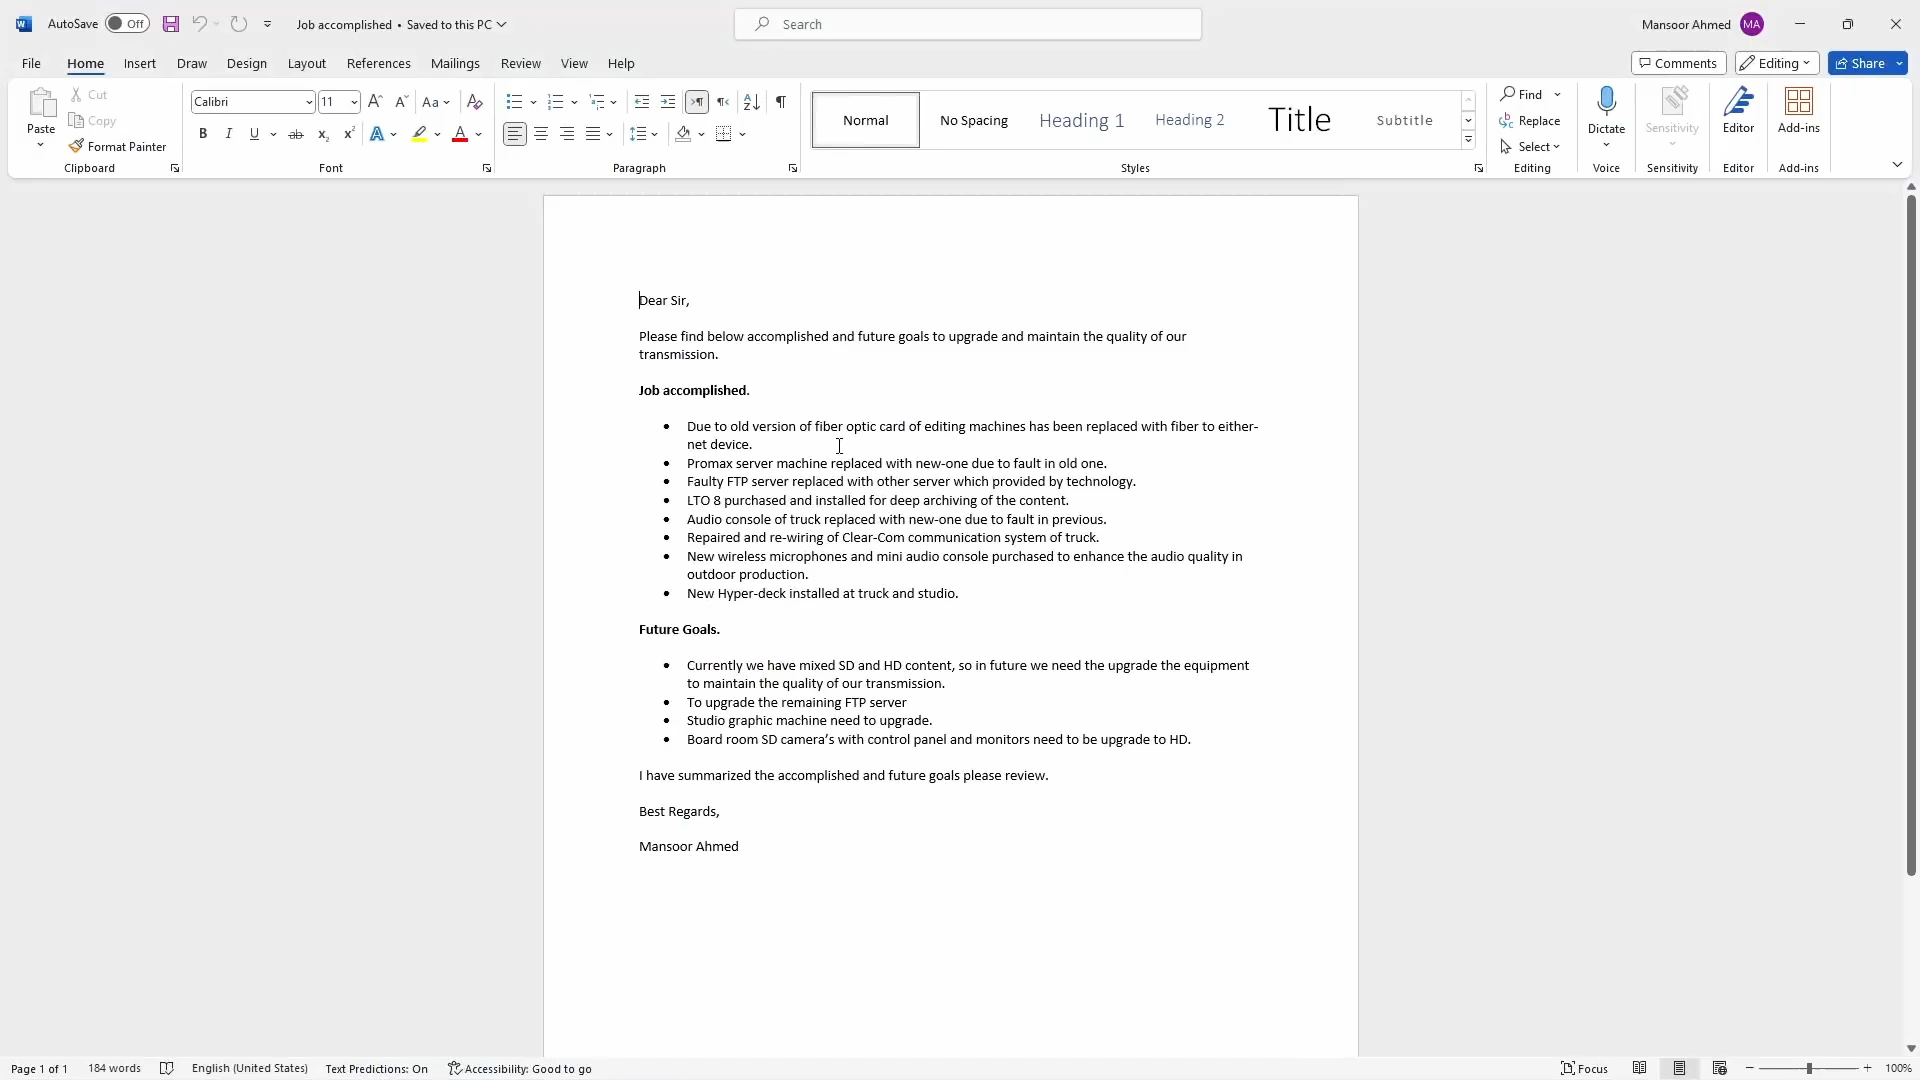 AutoSave Off Job accomplished • Saved to this PC Search Mansoor Ahmed MA
File Home Insert Draw Design Layout References Mailings Review View Help Comments Editing Share
Paste Cut Copy Format Painter Clipboard
Calibri 11 Aa Font
B I U ab x₂ x² A A
Paragraph
Normal No Spacing Heading 1 Heading 2 Title Subtitle Styles
Find Replace Select Editing
Dictate Voice
Sensitivity Sensitivity
Editor Editor
Add-ins Add-ins
Dear Sir,
Please find below accomplished and future goals to upgrade and maintain the quality of our
transmission.
Job accomplished.
• Due to old version of fiber optic card of editing machines has been replaced with fiber to either-
net device.
• Promax server machine replaced with new-one due to fault in old one.
• Faulty FTP server replaced with other server which provided by technology.
• LTO 8 purchased and installed for deep archiving of the content.
• Audio console of truck replaced with new-one due to fault in previous.
• Repaired and re-wiring of Clear-Com communication system of truck.
• New wireless microphones and mini audio console purchased to enhance the audio quality in
outdoor production.
• New Hyper-deck installed at truck and studio.
Future Goals.
• Currently we have mixed SD and HD content, so in future we need the upgrade the equipment
to maintain the quality of our transmission.
• To upgrade the remaining FTP server
• Studio graphic machine need to upgrade.
• Board room SD camera’s with control panel and monitors need to be upgrade to HD.
I have summarized the accomplished and future goals please review.
Best Regards,
Mansoor Ahmed
Page 1 of 1 184 words English (United States) Text Predictions: On Accessibility: Good to go Focus 100%